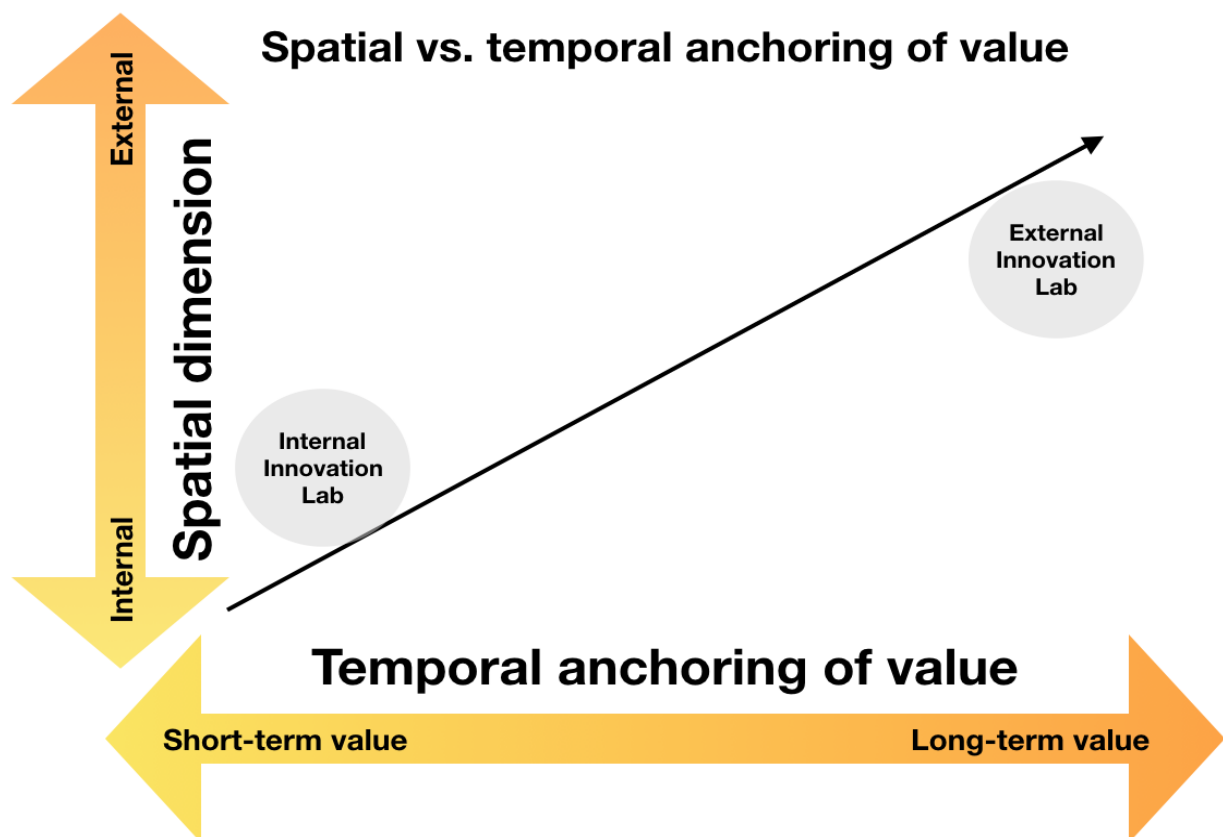 Spatial vs. temporal anchoring of value
External
Spatial dimension
Internal
External
Innovation
Lab
Internal
Innovation
Lab
Temporal anchoring of value
Short-term value
Long-term value